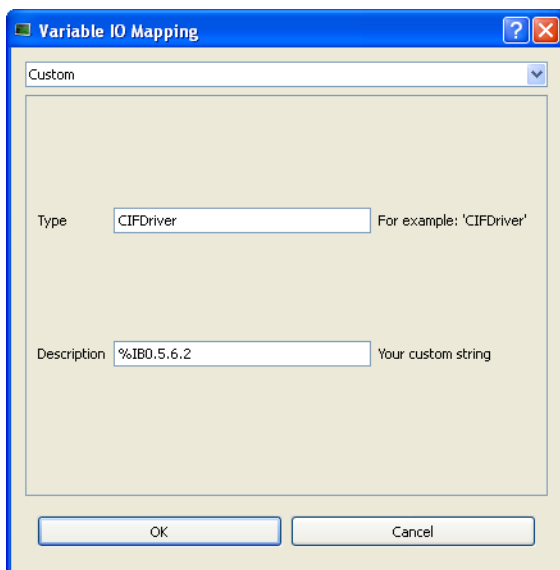 Variable IO Mapping
Custom
Type CIFDriver For example: 'CIFDriver'
Description %IB0.5.6.2 Your custom string
OK Cancel